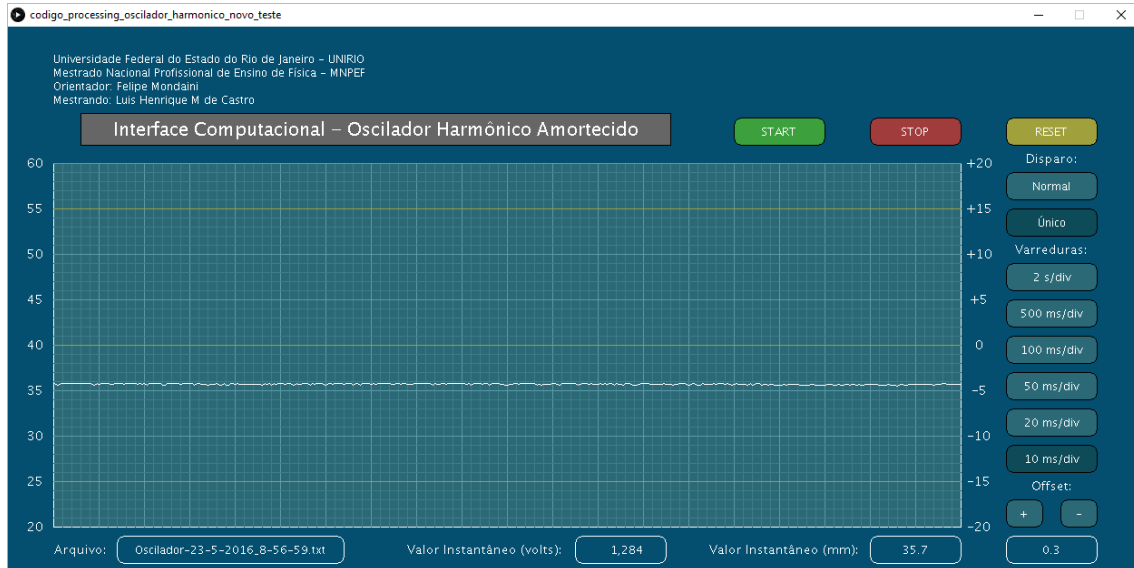 codigo_processing_oscilador_harmonico_novo_teste
Universidade Federal do Estado do Rio de Janeiro – UNIRIO
Mestrado Nacional Profissional de Ensino de Física – MNPEF
Orientador: Felipe Mondaini
Mestrando: Luis Henrique M de Castro
Interface Computacional – Oscilador Harmônico Amortecido
START
STOP
RESET
60
55
50
45
40
35
30
25
20
+20
+15
+10
+5
0
-5
-10
-15
-20
Disparo:
Normal
Único
Varreduras:
2 s/div
500 ms/div
100 ms/div
50 ms/div
20 ms/div
10 ms/div
Offset:
+ -
Arquivo: Oscilador-23-5-2016_8-56-59.txt Valor Instantâneo (volts): 1,284 Valor Instantâneo (mm): 35.7 0.3